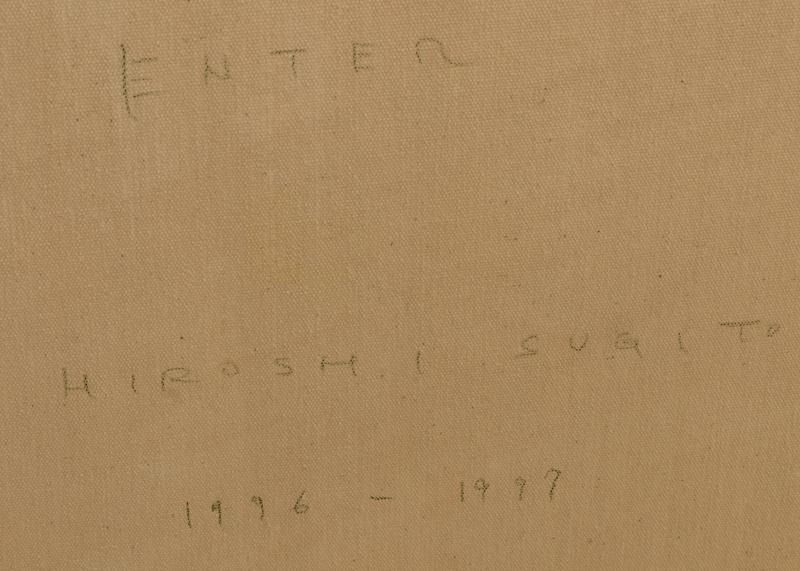 ENTER
HIROSHI SUGITO
1996 - 1997